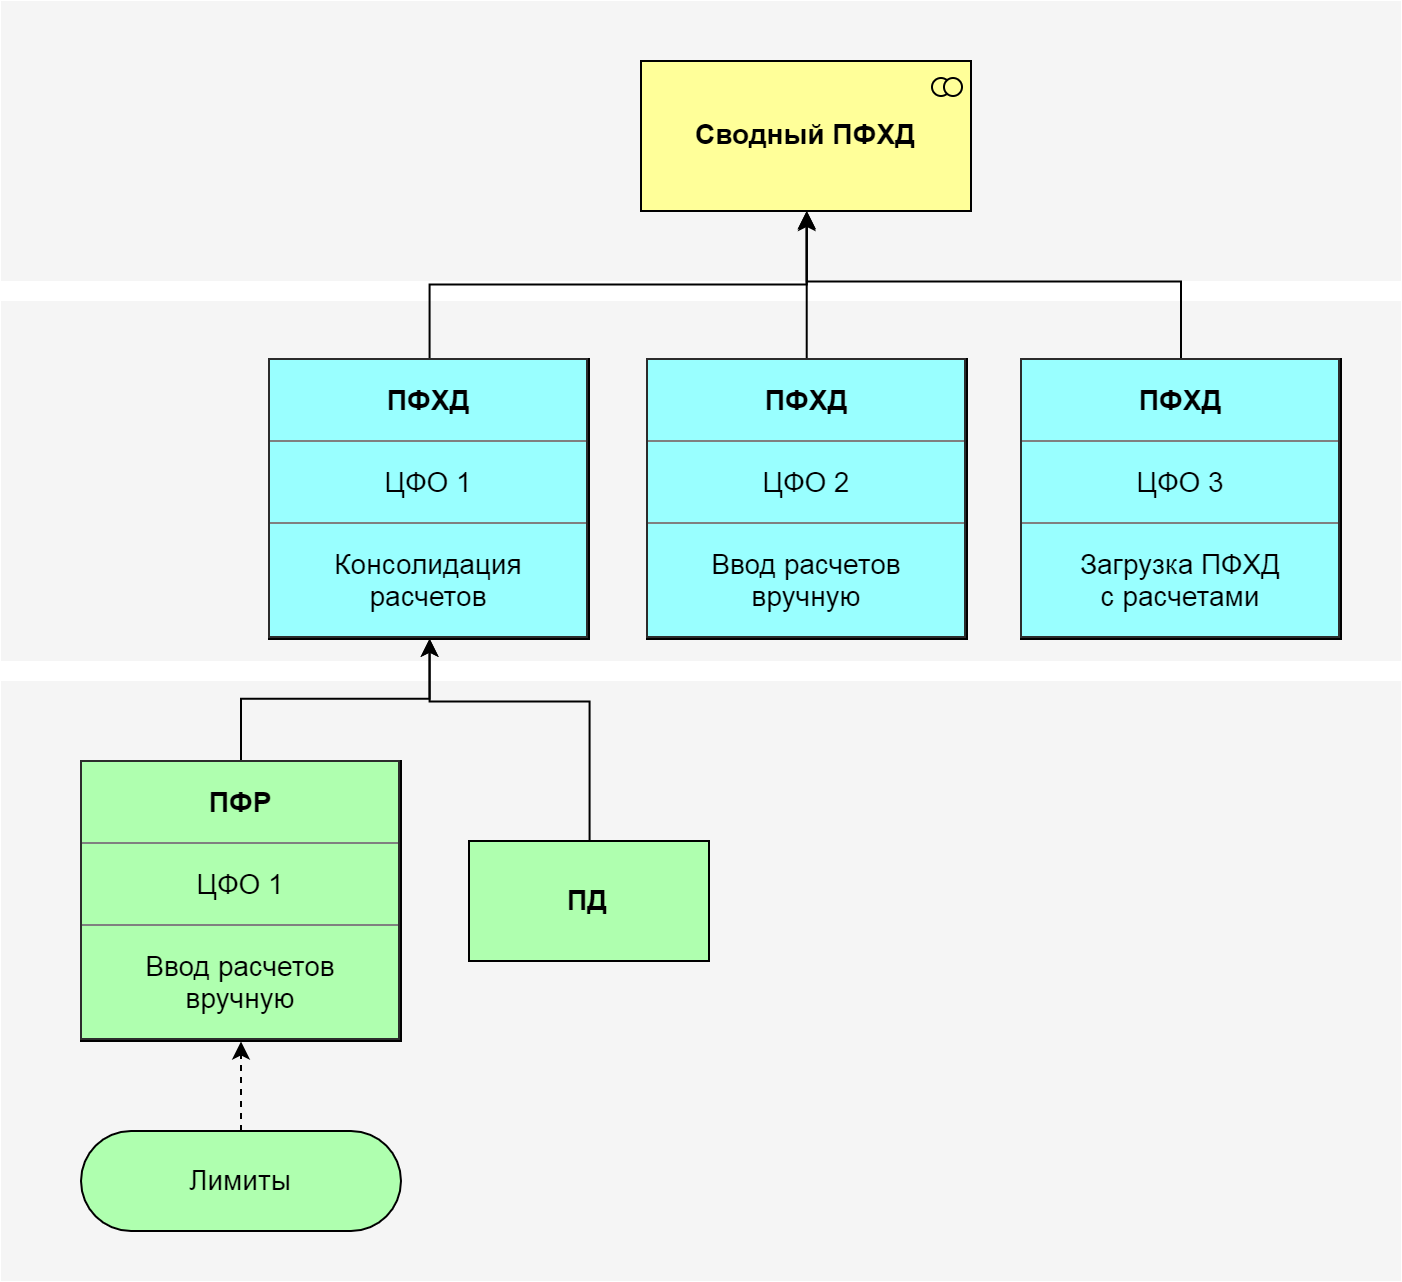 Сводный ПФХД
ПФХД
ЦФО 1
Консолидация
расчетов
ПФХД
ЦФО 2
Ввод расчетов
вручную
ПФХД
ЦФО 3
Загрузка ПФХД
с расчетами
ПФР
ЦФО 1
Ввод расчетов
вручную
ПД
Лимиты